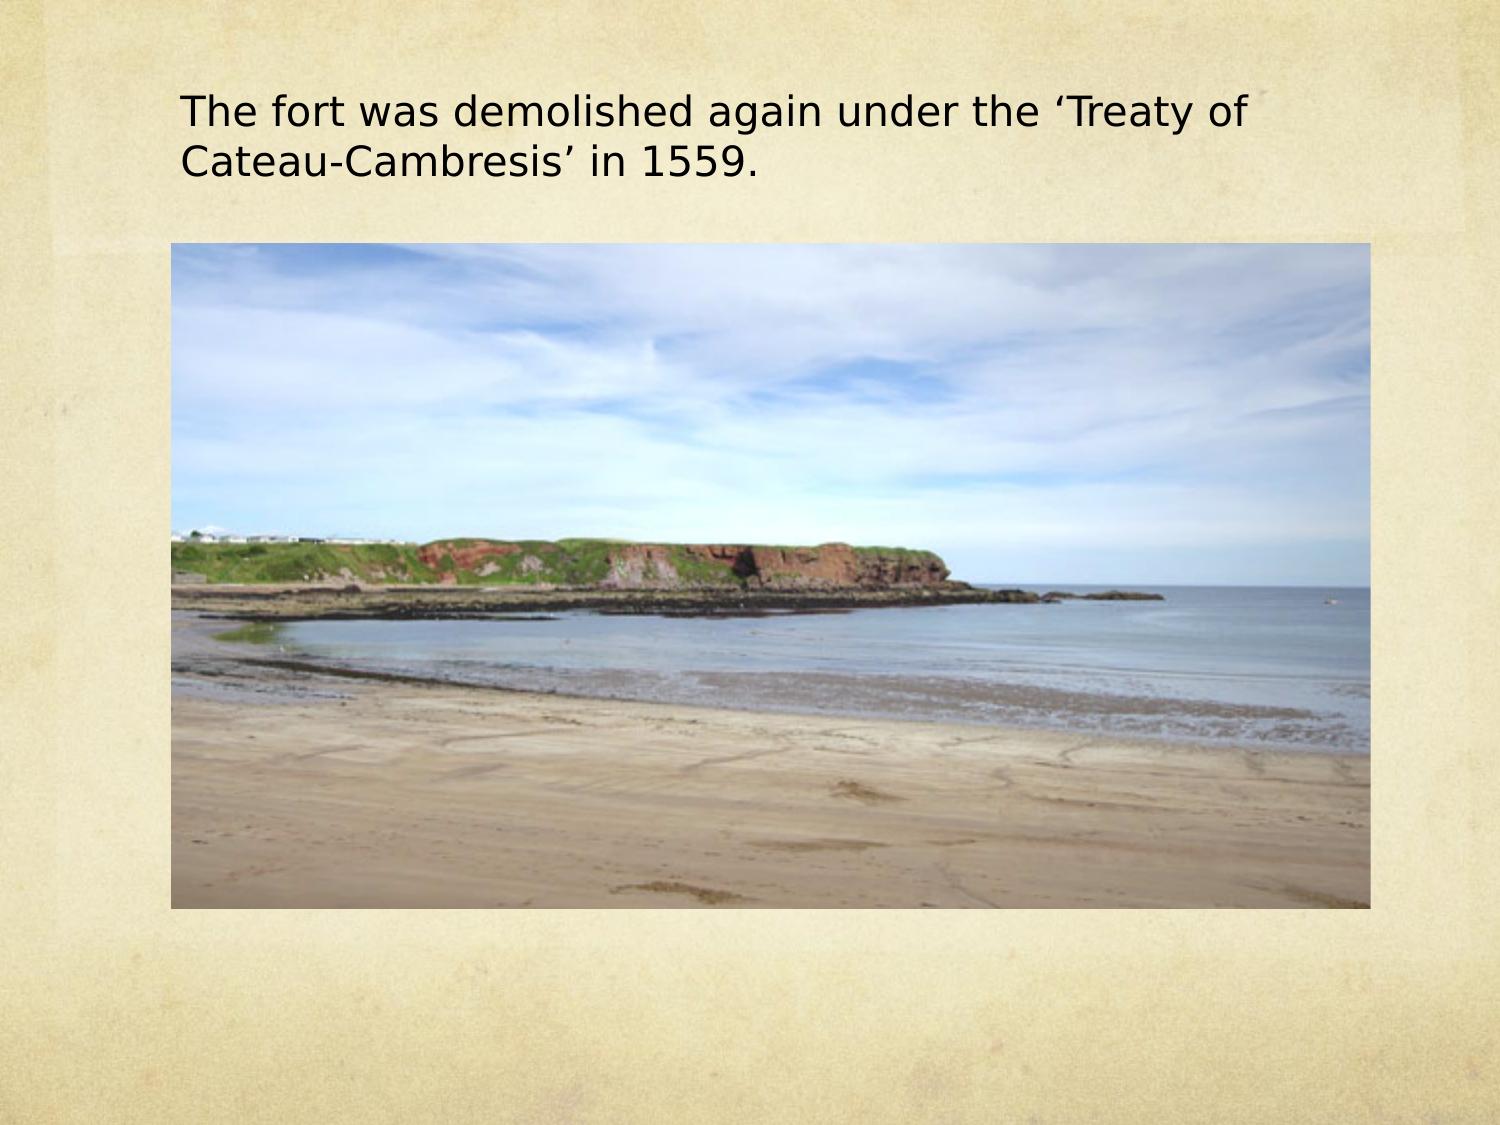 The fort was demolished again under the ‘Treaty of
Cateau-Cambresis’ in 1559.